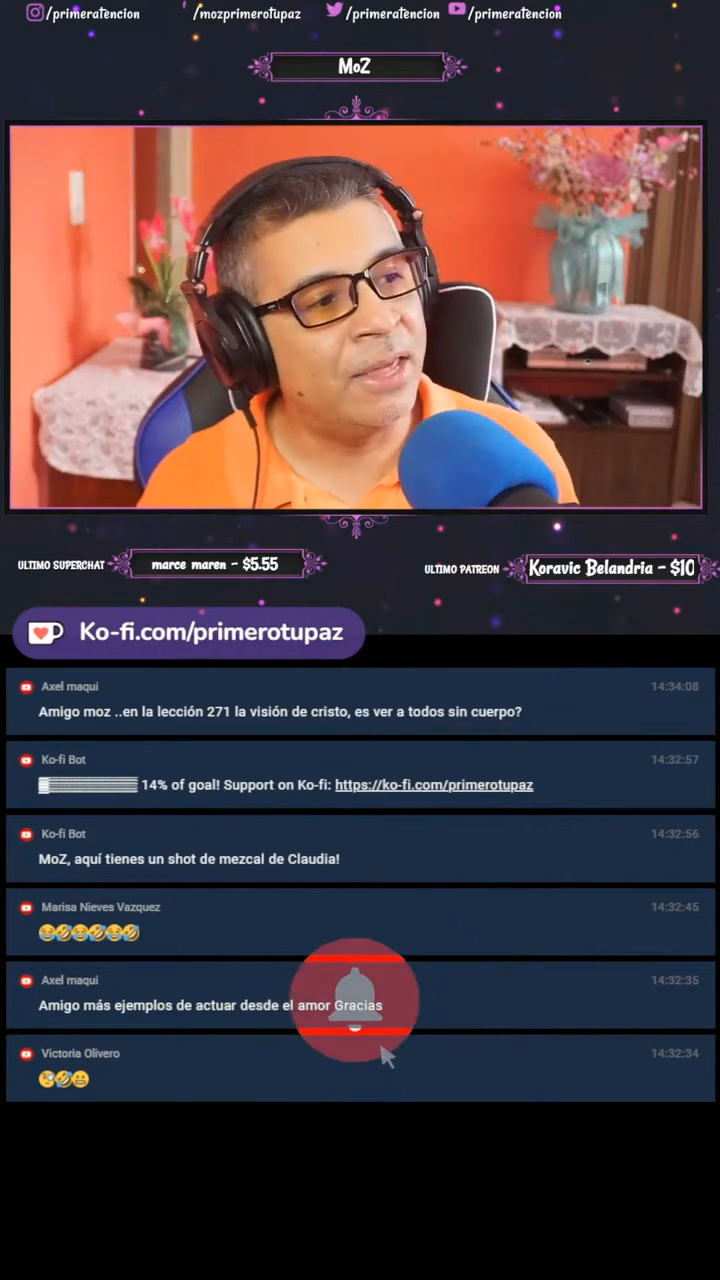 /primeratencion /mozprimerotupaz /primeratencion /primeratencion
MoZ
ULTIMO SUPERCHAT marce maren - $5.55 ULTIMO PATREON Koravic Belandria - $10
Ko-fi.com/primerotupaz
Axel maqui 14:34:08
Amigo moz ..en la lección 271 la visión de cristo, es ver a todos sin cuerpo?
Ko-fi Bot 14:32:57
▓▒▒▒▒▒▒▒▒▒ 14% of goal! Support on Ko-fi: https://ko-fi.com/primerotupaz
Ko-fi Bot 14:32:56
MoZ, aquí tienes un shot de mezcal de Claudia!
Marisa Nieves Vazquez 14:32:45
😂🤣😂🤣😂🤣
Axel maqui 14:32:35
Amigo más ejemplos de actuar desde el amor Gracias
Victoria Olivero 14:32:34
🧐🤣😬